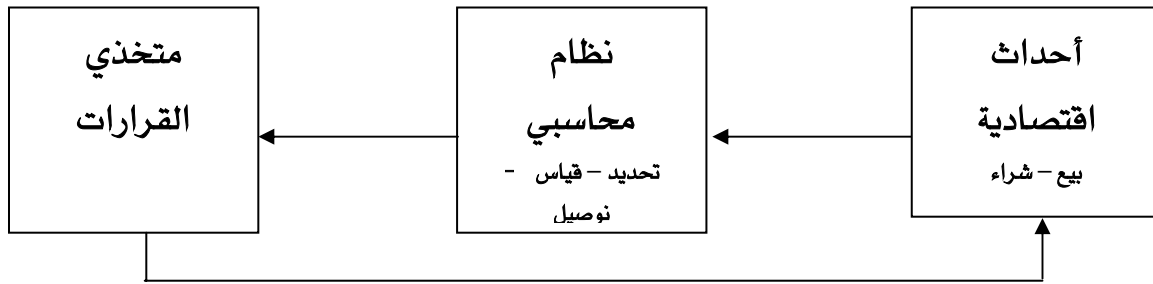 أحداث
اقتصادية
بيع – شراء
نظام
محاسبي
تحديد – قياس -
نوصيل
متخذي
القرارات